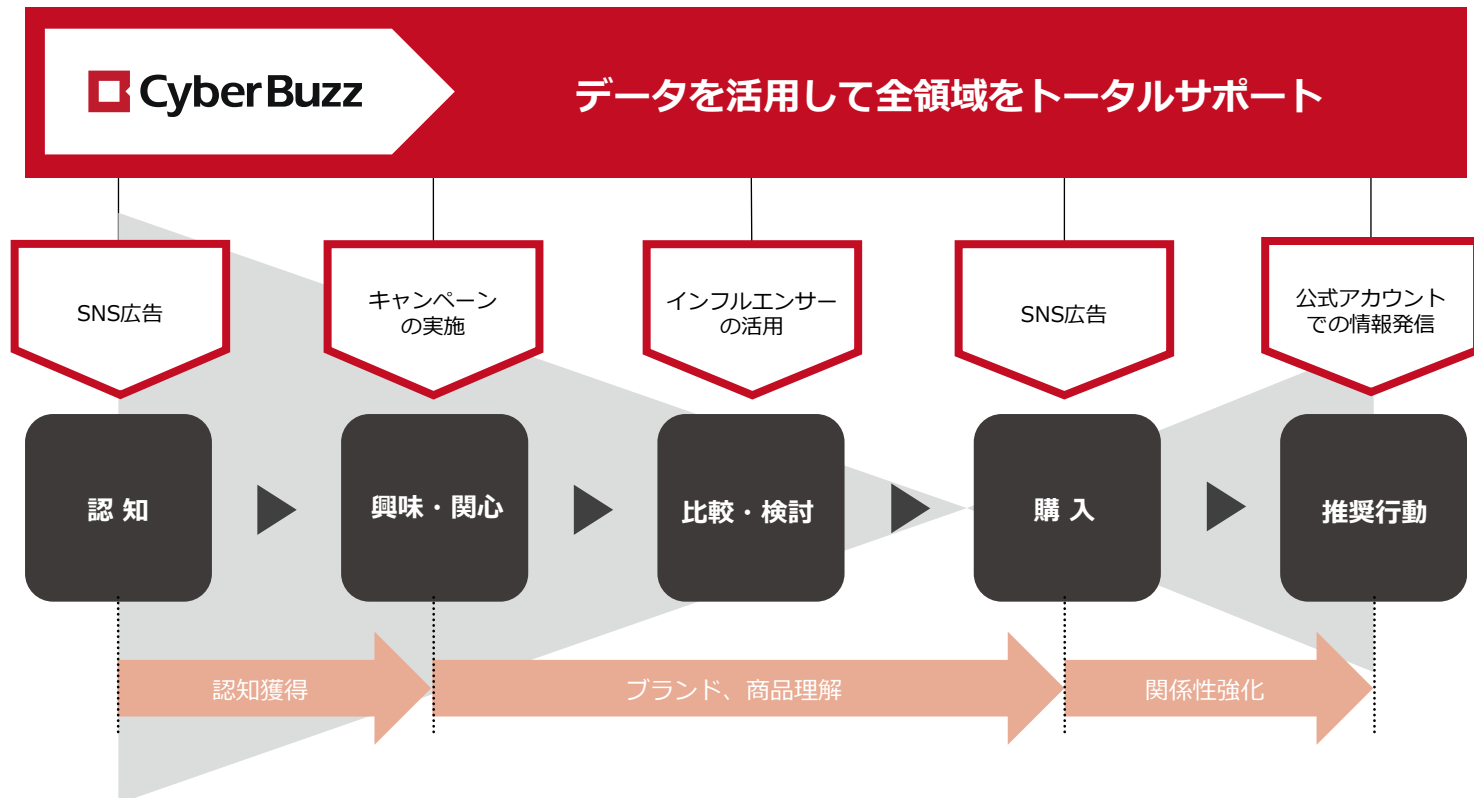 CyberBuzz
データを活用して全領域をトータルサポート
SNS広告
キャンペーン
の実施
インフルエンサー
の活用
SNS広告
公式アカウント
での情報発信
認 知
興味・関心
比較・検討
購 入
推奨行動
認知獲得
ブランド、商品理解
関係性強化